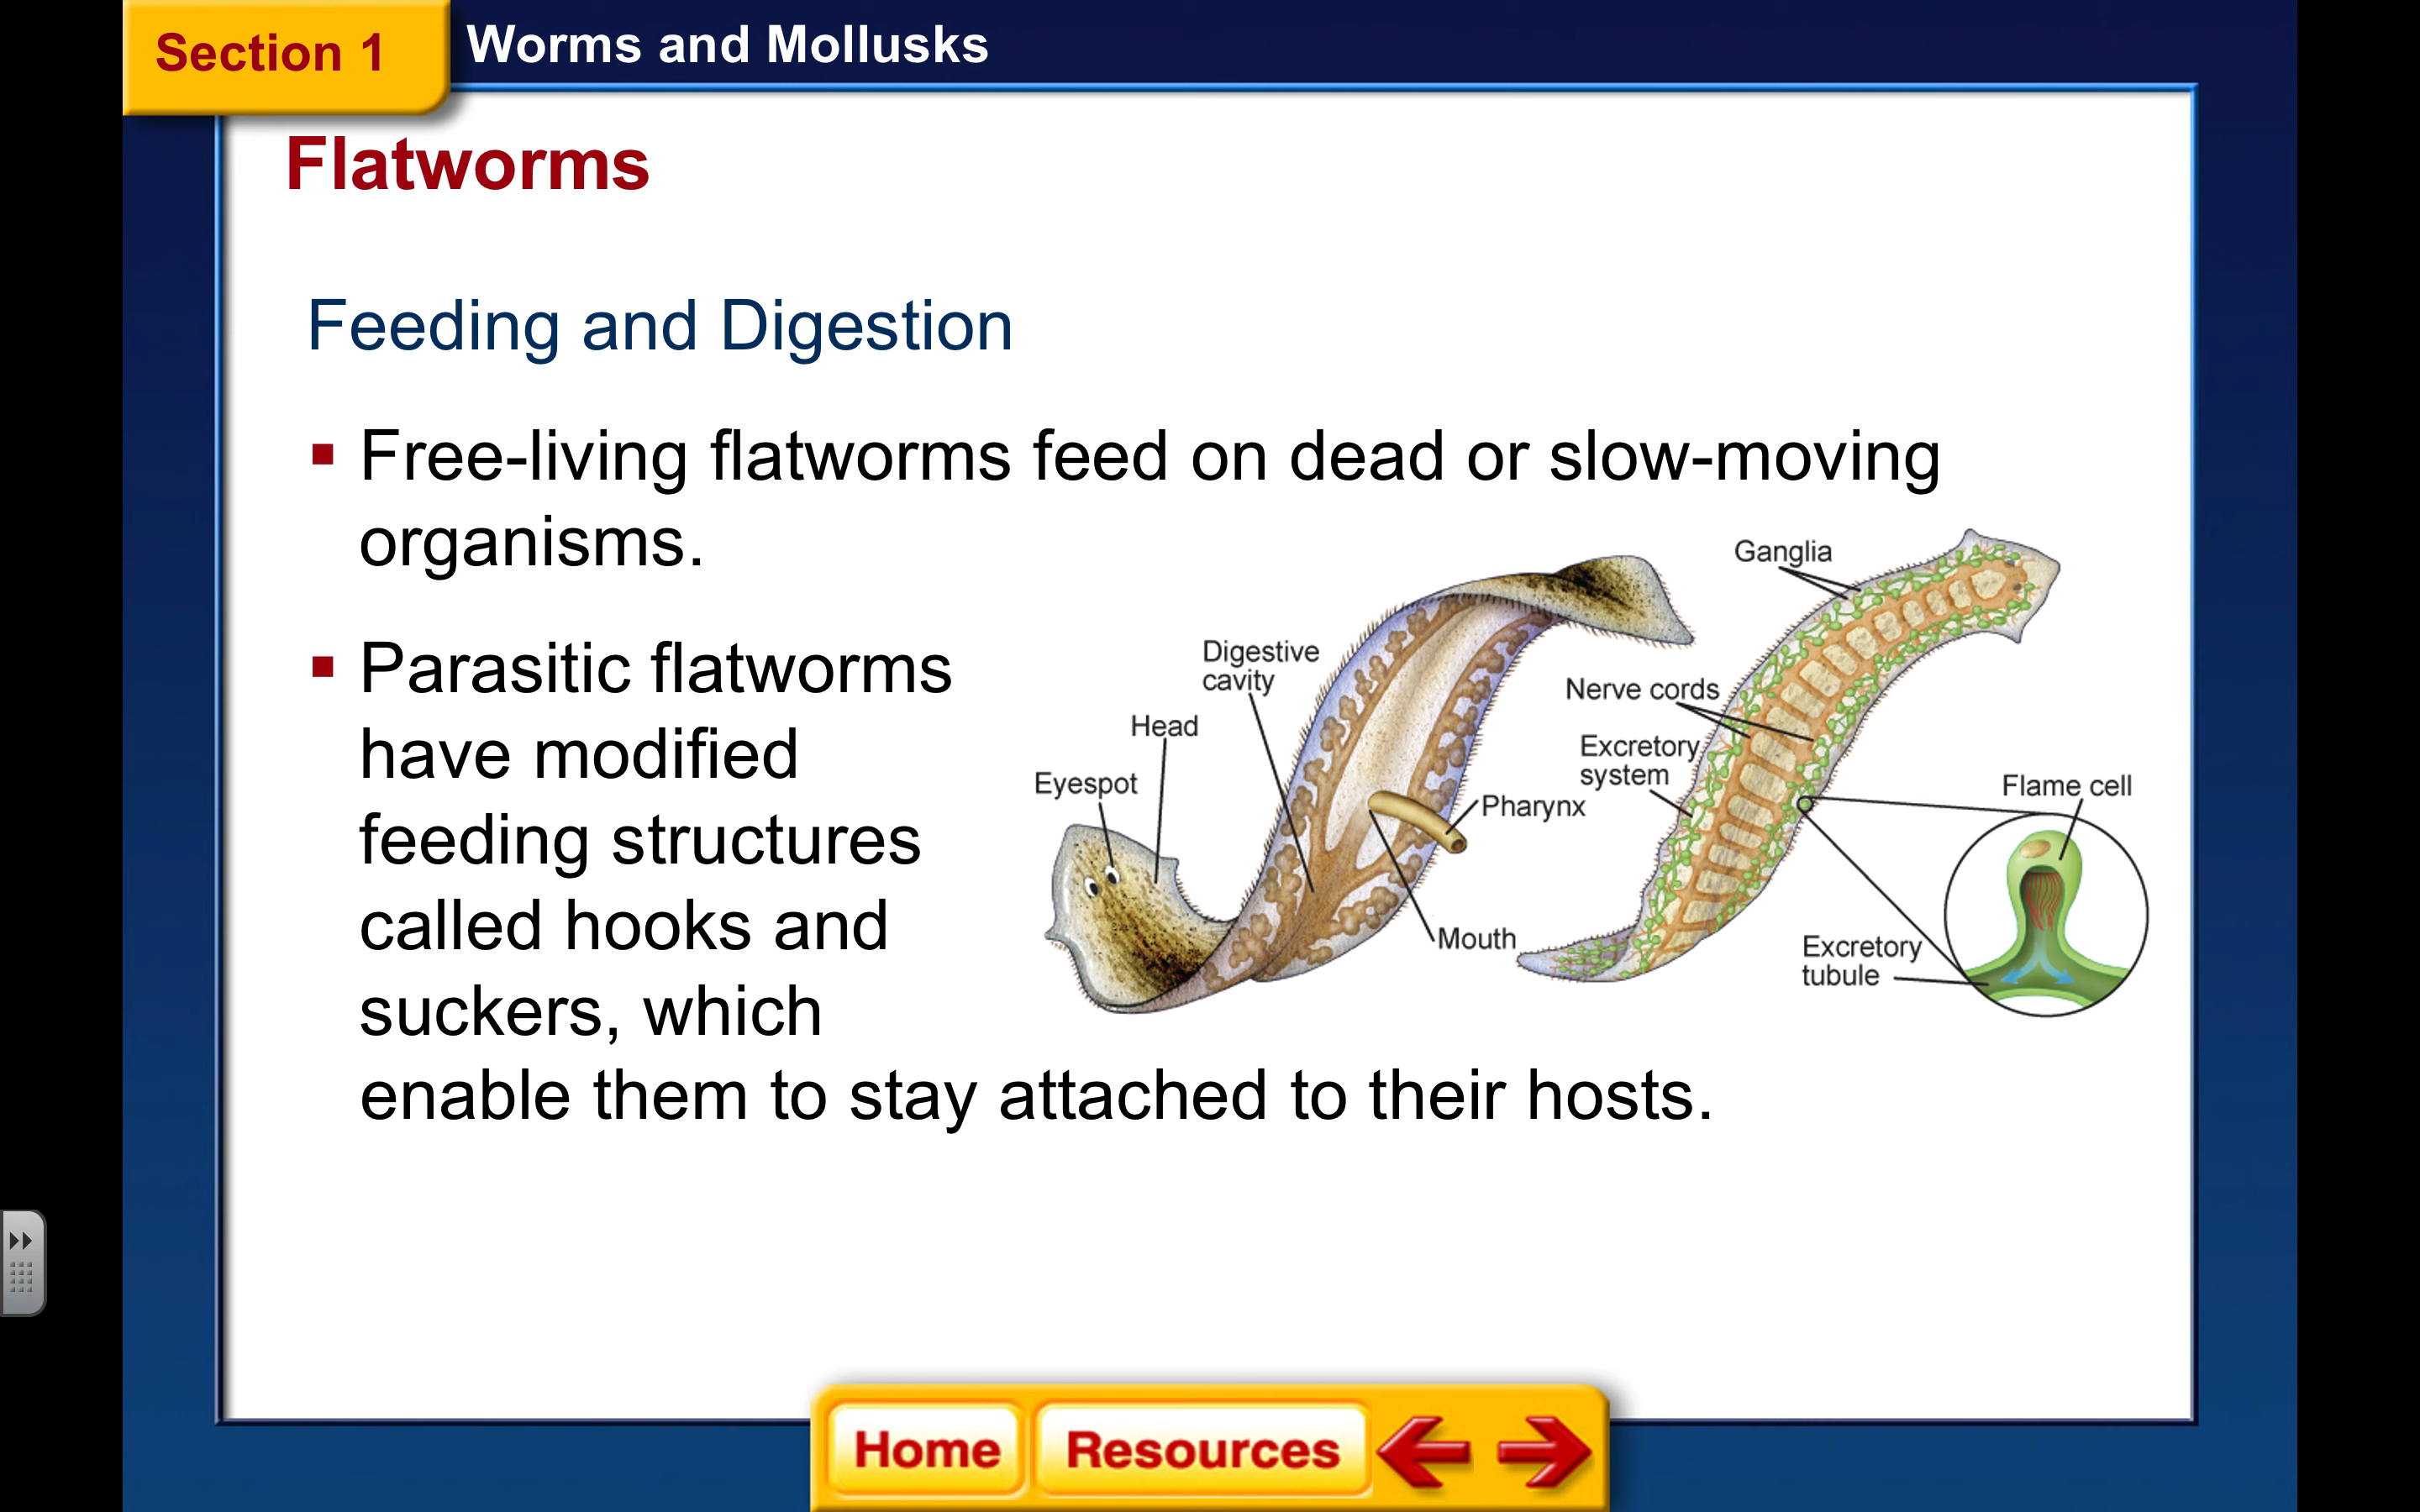 Section 1
Worms and Mollusks
Flatworms
Feeding and Digestion
Free-living flatworms feed on dead or slow-moving
organisms.
Parasitic flatworms
have modified
feeding structures
called hooks and
suckers, which
enable them to stay attached to their hosts.
Eyespot
Head
Digestive
cavity
Pharynx
Mouth
Ganglia
Nerve cords
Excretory
system
Flame cell
Excretory
tubule
Home
Resources